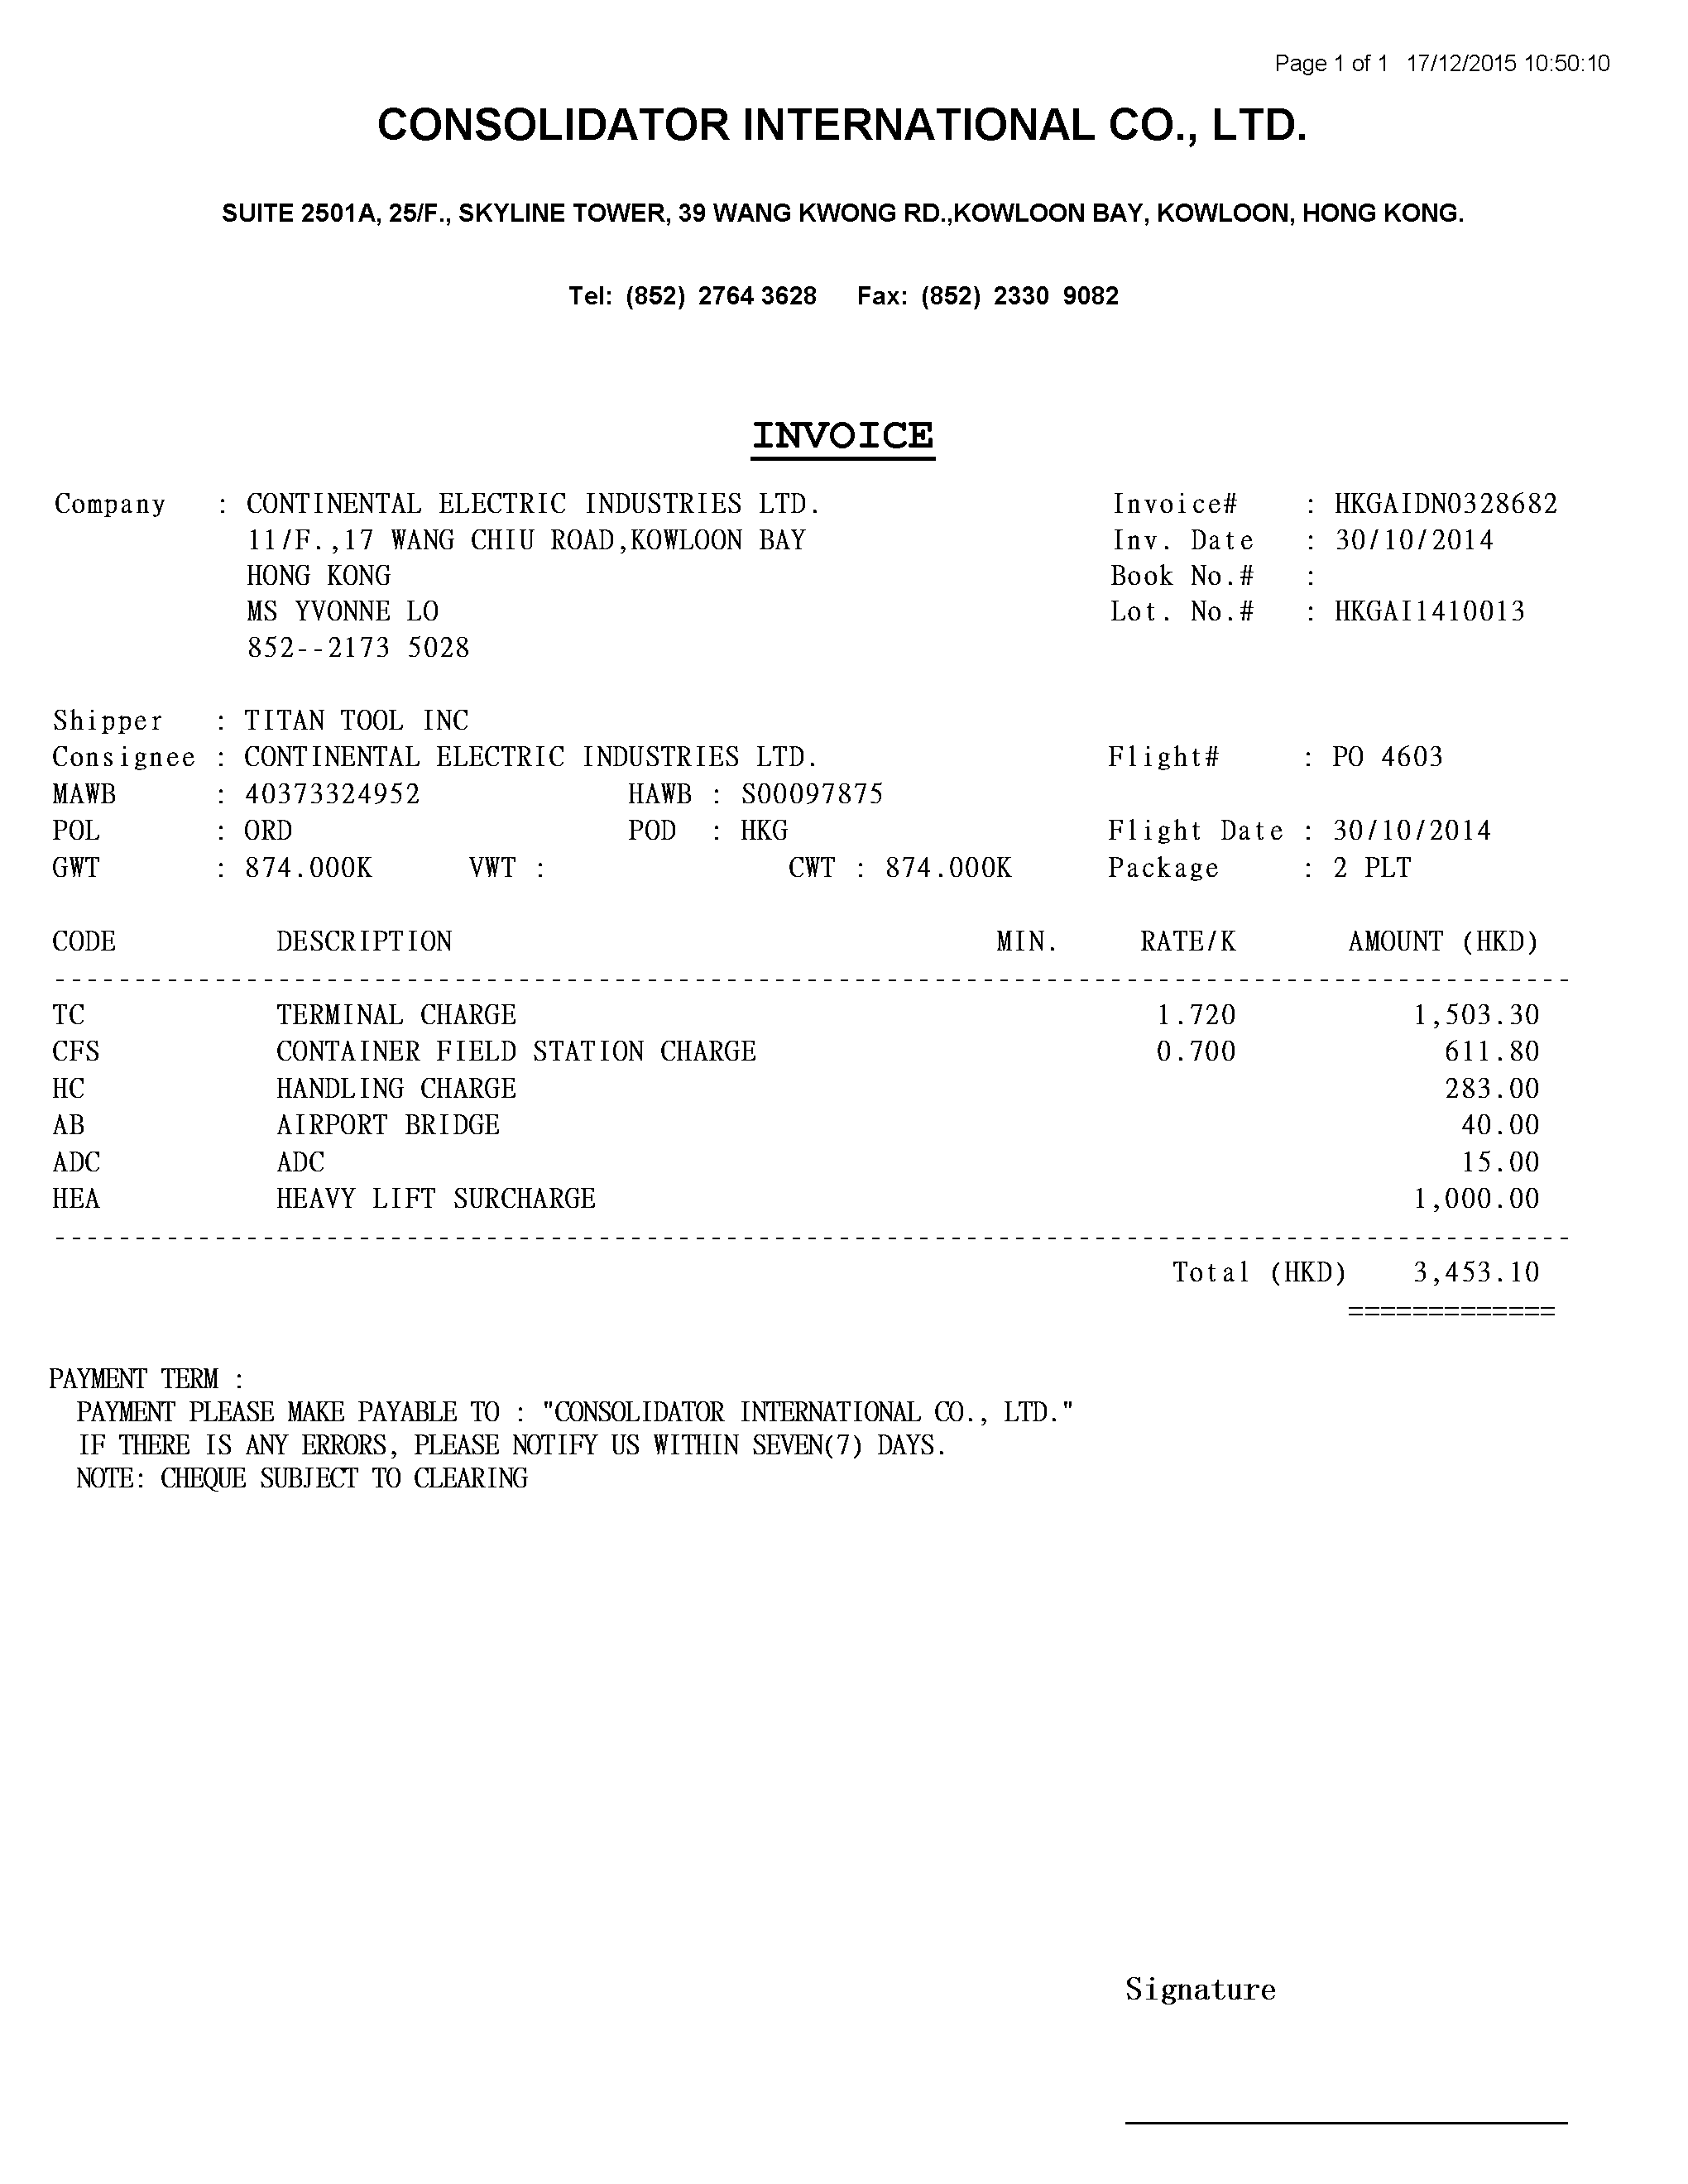 Page 1 of 1 17/12/2015 10:50:10
CONSOLIDATOR INTERNATIONAL CO., LTD.
SUITE 2501A, 25/F., SKYLINE TOWER, 39 WANG KWONG RD.,KOWLOON BAY, KOWLOON, HONG KONG.
Tel: (852) 2764 3628 Fax: (852) 2330 9082
INVOICE
Company : CONTINENTAL ELECTRIC INDUSTRIES LTD. Invoice# : HKGAIDN0328682
11/F.,17 WANG CHIU ROAD,KOWLOON BAY Inv. Date : 30/10/2014
HONG KONG Book No.# :
MS YVONNE LO Lot. No.# : HKGAI1410013
852--2173 5028
Shipper : TITAN TOOL INC
Consignee : CONTINENTAL ELECTRIC INDUSTRIES LTD. Flight# : PO 4603
MAWB : 40373324952 HAWB : S00097875
POL : ORD POD : HKG Flight Date : 30/10/2014
GWT : 874.000K VWT : CWT : 874.000K Package : 2 PLT
CODE DESCRIPTION MIN. RATE/K AMOUNT (HKD)
TC TERMINAL CHARGE 1.720 1,503.30
CFS CONTAINER FIELD STATION CHARGE 0.700 611.80
HC HANDLING CHARGE 283.00
AB AIRPORT BRIDGE 40.00
ADC ADC 15.00
HEA HEAVY LIFT SURCHARGE 1,000.00
Total (HKD) 3,453.10
=============
PAYMENT TERM :
PAYMENT PLEASE MAKE PAYABLE TO : "CONSOLIDATOR INTERNATIONAL CO., LTD."
IF THERE IS ANY ERRORS, PLEASE NOTIFY US WITHIN SEVEN(7) DAYS.
NOTE: CHEQUE SUBJECT TO CLEARING
Signature